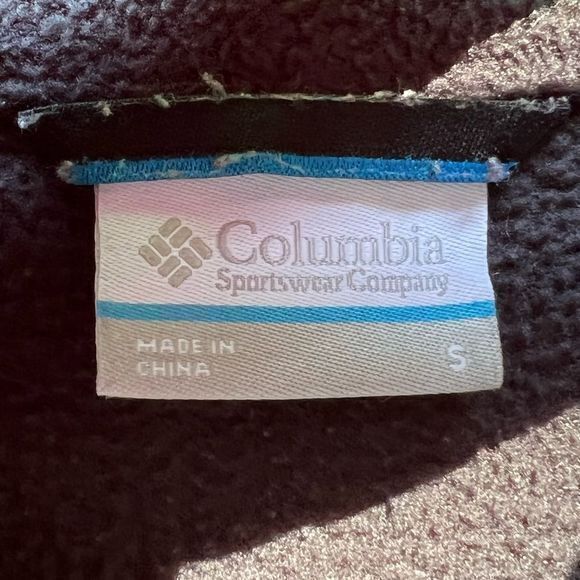 Columbia
Sportswear Company
MADE IN
CHINA
S